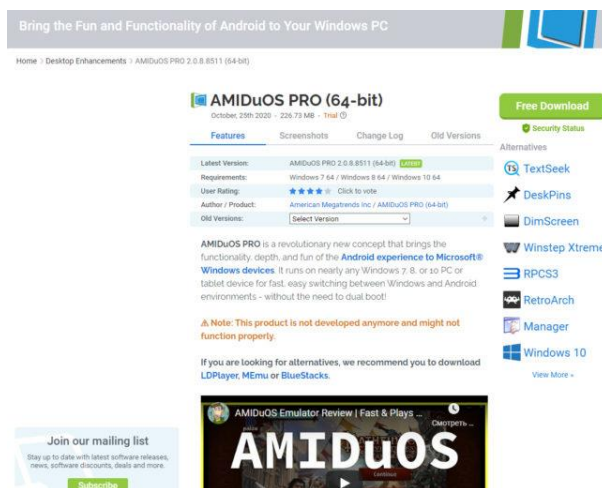 Bring the Fun and Functionality of Android to Your Windows PC
Home > Desktop Enhancements > AMIDuOS PRO 2.0.8.8511 (64-bit)
AMIDuOS PRO (64-bit)
October, 25th 2020 - 226.73 MB - Trial
Features Screenshots Change Log Old Versions
Latest Version: AMIDuOS PRO 2.0.8.8511 (64-bit) LATEST
Requirements: Windows 7 64 / Windows 8 64 / Windows 10 64
User Rating: Click to vote
Author / Product: American Megatrends Inc / AMIDuOS PRO (64-bit)
Old Versions: Select Version
AMIDuOS PRO is a revolutionary new concept that brings the
functionality, depth, and fun of the Android experience to Microsoft®
Windows devices. It runs on nearly any Windows 7, 8, or 10 PC or
tablet device for fast, easy switching between Windows and Android
environments - without the need to dual boot!
Note: This product is not developed anymore and might not
function properly.
If you are looking for alternatives, we recommend you to download
LDPlayer, MEmu or BlueStacks.
AMIDuOS Emulator Review | Fast & Plays ...
Смотреть ...
AMIDuOS
Continue
Free Download
Security Status
Alternatives
TextSeek
DeskPins
DimScreen
Winstep Xtreme
RPCS3
RetroArch
Manager
Windows 10
View More »
Join our mailing list
Stay up to date with latest software releases,
news, software discounts, deals and more.
Subscribe